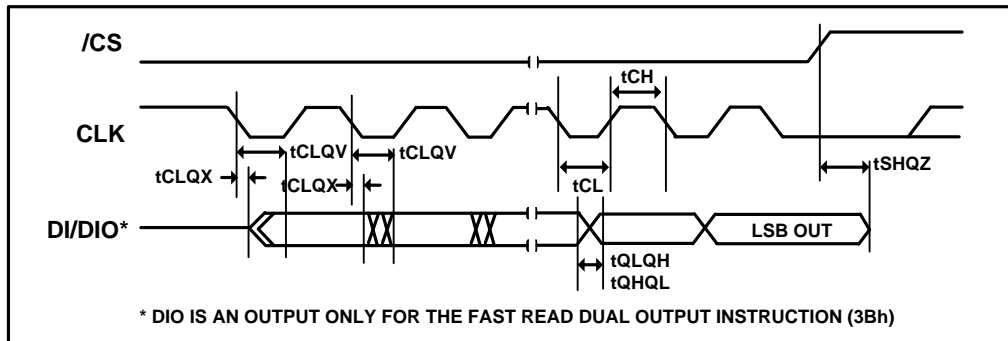 /CS
tCH
CLK
tCLQV
tCLQV
tSHQZ
tCLQX
tCLQX
tCL
DI/DIO*
LSB OUT
tQLQH
tQHQL
* DIO IS AN OUTPUT ONLY FOR THE FAST READ DUAL OUTPUT INSTRUCTION (3Bh)